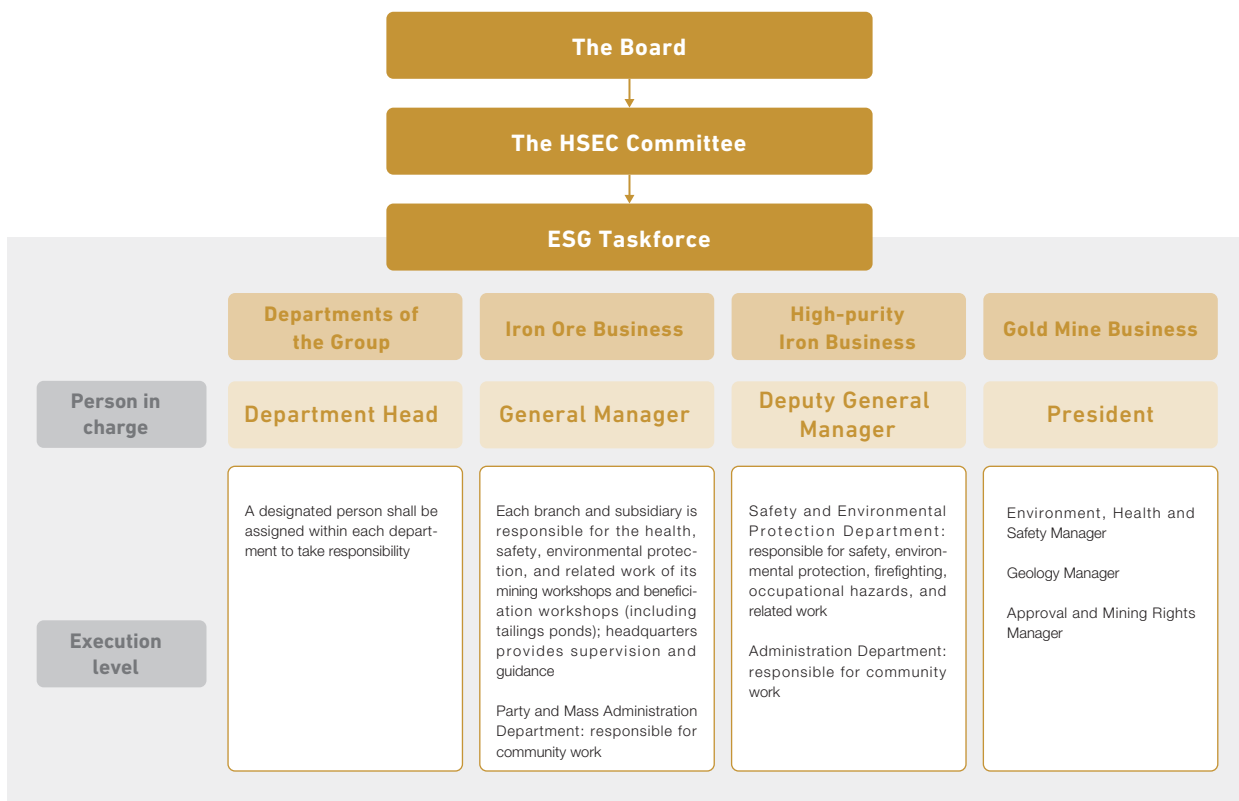 The Board
The HSEC Committee
ESG Taskforce
Departments of
the Group
Iron Ore Business
High-purity
Iron Business
Gold Mine Business
Person in
charge
Department Head
General Manager
Deputy General
Manager
President
Execution
level
A designated person shall be
assigned within each depart-
ment to take responsibility
Each branch and subsidiary is
responsible for the health,
safety, environmental protec-
tion, and related work of its
mining workshops and benefici-
ation workshops (including
tailings ponds); headquarters
provides supervision and
guidance
Party and Mass Administration
Department: responsible for
community work
Safety and Environmental
Protection Department:
responsible for safety, environ-
mental protection, firefighting,
occupational hazards, and
related work
Administration Department:
responsible for community
work
Environment, Health and
Safety Manager
Geology Manager
Approval and Mining Rights
Manager